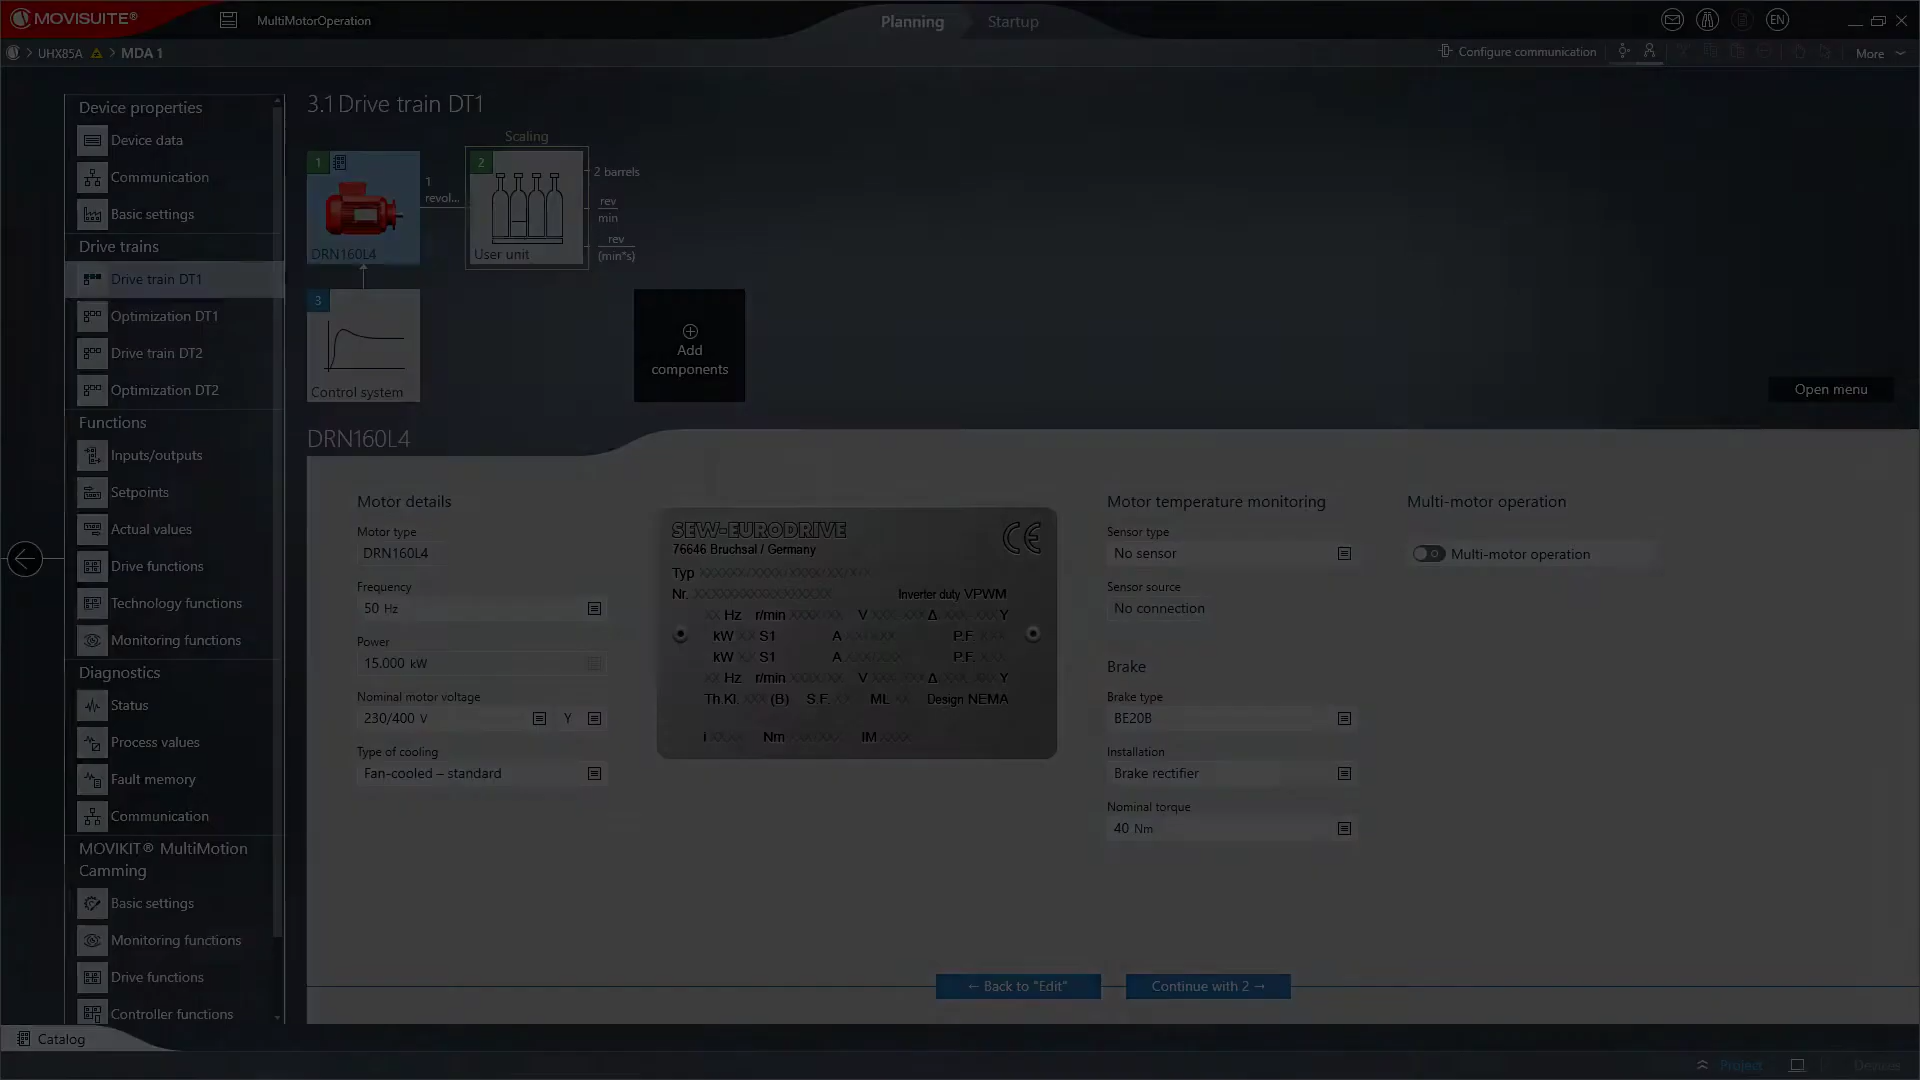 MOVISUITE®
MultiMotorOperation
Planning
Startup
EN
UHX85A
MDA 1
Configure communication
More
Device properties
Device data
Communication
Basic settings
Drive trains
Drive train DT1
Optimization DT1
Drive train DT2
Optimization DT2
Functions
Inputs/outputs
Setpoints
Actual values
Drive functions
Technology functions
Monitoring functions
Diagnostics
Status
Process values
Fault memory
Communication
MOVIKIT® MultiMotion
Camming
Basic settings
Monitoring functions
Drive functions
Controller functions
3.1 Drive train DT1
Scaling
1
DRN160L4
1
revol...
2
User unit
2 barrels
rev
min
rev
(min*s)
3
Control system
Add
components
Open menu
DRN160L4
Motor details
Motor type
DRN160L4
Frequency
50 Hz
Power
15.000 kW
Nominal motor voltage
230/400 V
Y
Type of cooling
Fan-cooled – standard
SEW-EURODRIVE
76646 Bruchsal / Germany
CE
Typ
Nr.
Inverter duty VPWM
Hz r/min V Δ Y
kW S1 A P.F.
kW S1 A P.F.
Hz r/min V Δ Y
Th.Kl. (B) S.F. ML Design NEMA
i Nm IM
Motor temperature monitoring
Sensor type
No sensor
Sensor source
No connection
Brake
Brake type
BE20B
Installation
Brake rectifier
Nominal torque
40 Nm
Multi-motor operation
Multi-motor operation
← Back to "Edit"
Continue with 2 →
Catalog
Project
Devices